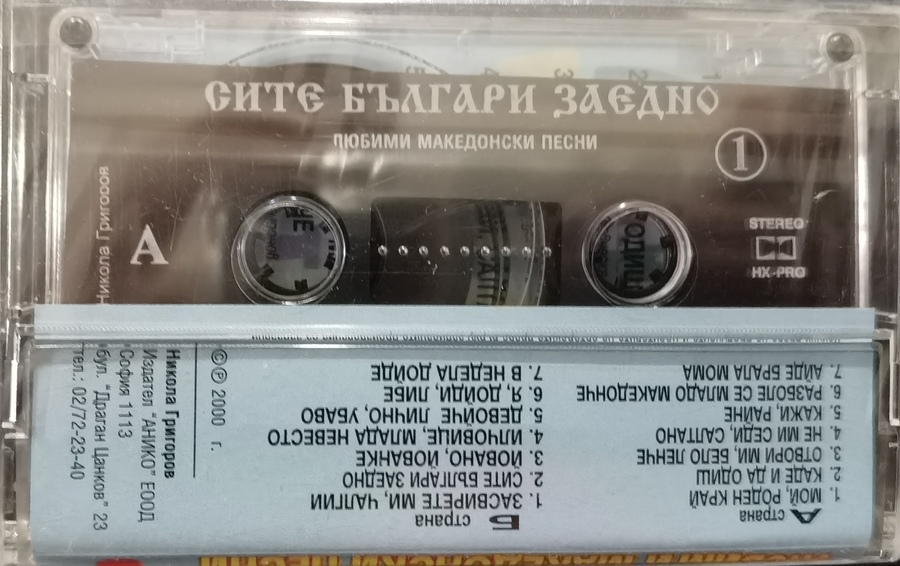 СИТЕ БЪЛГАРИ ЗАЕДНО
ЛЮБИМИ МАКЕДОНСКИ ПЕСНИ
1
A
Никола Григоров
STEREO
HX-PRO
А страна
1. МОЙ, РОДЕН КРАЙ
2. КАДЕ И ДА ОДИШ
3. ОТВОРИ МИ, БЕЛО ЛЕНЧЕ
4. НЕ МИ СЕДИ, САЛТАНО
5. КАЖИ, РАЙНЕ
6. РАЗБОЛЕ СЕ МЛАДО МАКЕДОНЧЕ
7. АЙДЕ БРАЛА МОМА
Б страна
1. ЗАСВИРЕТЕ МИ, ЧАЛГИИ
2. СИТЕ БЪЛГАРИ ЗАЕДНО
3. ЙОВАНО, ЙОВАНКЕ
4. ИЛЧОВИЦЕ, МЛАДА НЕВЕСТО
5. ДЕВОЙЧЕ ЛИЧНО, УБАВО
6. Я, ДОЙДИ, ЛИБЕ
7. В НЕДЕЛА ДОЙДЕ
©℗ 2000 г.
Никола Григоров
Издател "АНИКО" ЕООД
София 1113
бул. "Драган Цанков" 23
тел.: 02/72-23-40